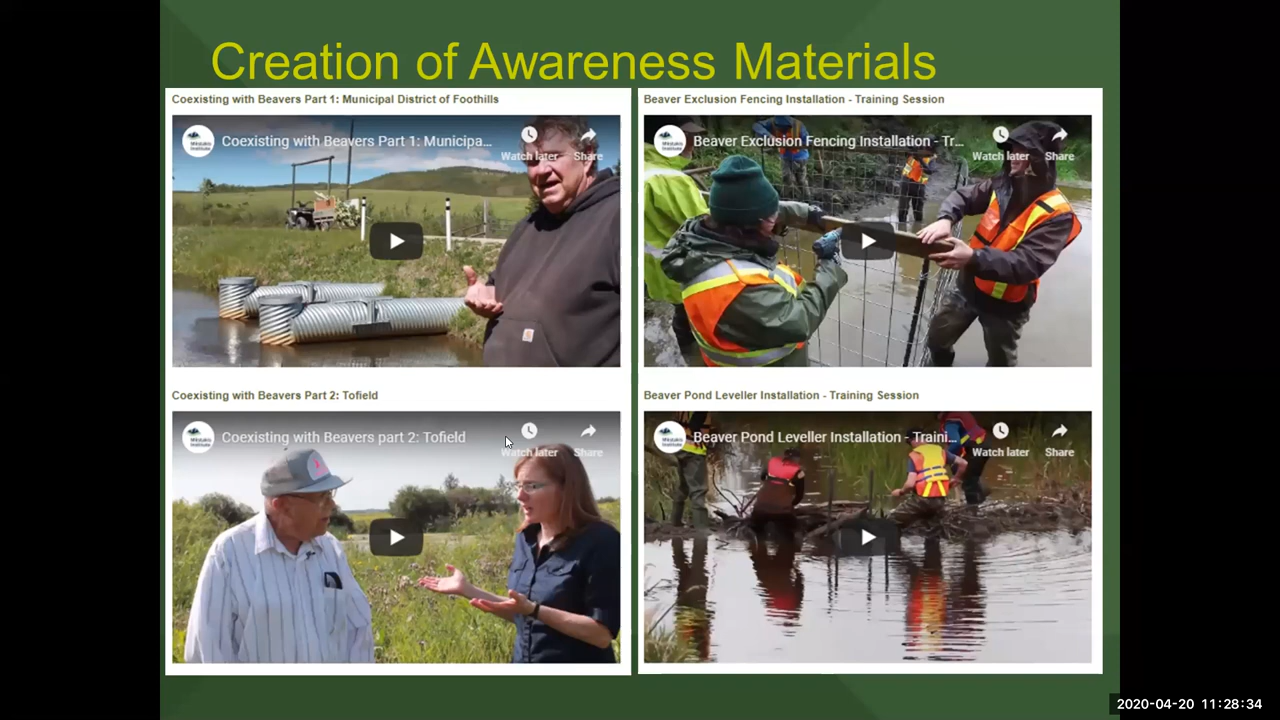 Creation of Awareness Materials
Coexisting with Beavers Part 1: Municipal District of Foothills
Coexisting with Beavers Part 1: Municipa...
Watch later
Share
Beaver Exclusion Fencing Installation - Training Session
Beaver Exclusion Fencing Installation - Tr...
Watch later
Share
Coexisting with Beavers Part 2: Tofield
Coexisting with Beavers part 2: Tofield
Watch later
Share
Beaver Pond Leveller Installation - Training Session
Beaver Pond Leveller Installation - Traini...
Watch later
Share
2020-04-20 11:28:34